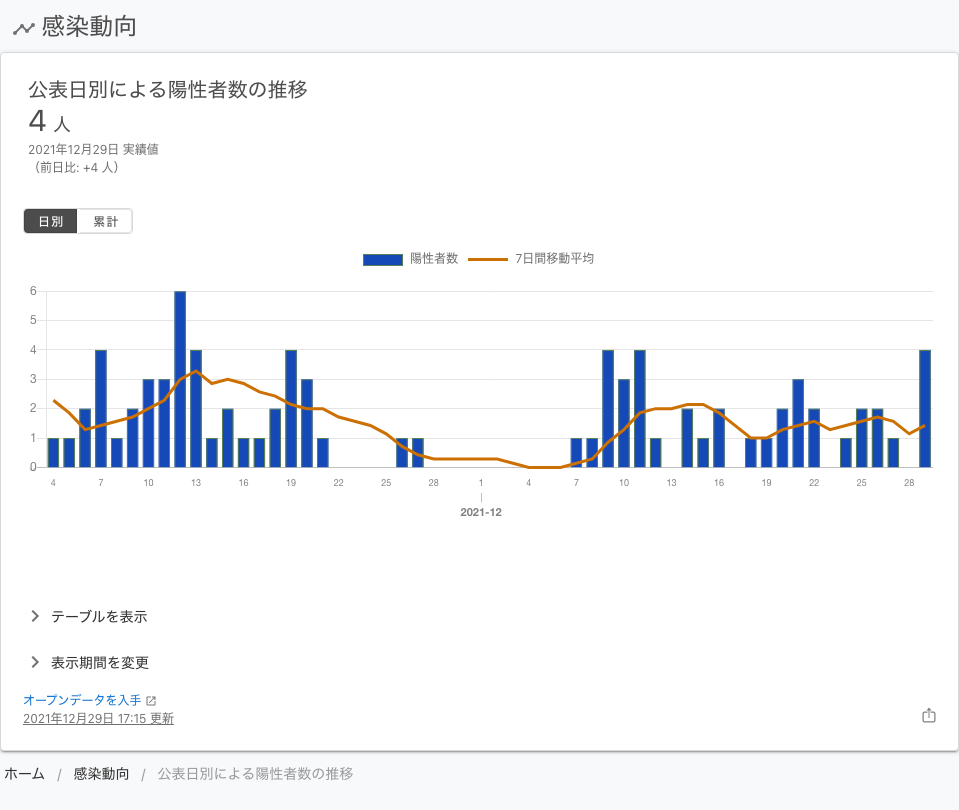 感染動向
公表日別による陽性者数の推移
4 人
2021年12月29日 実績値
（前日比: +4 人）
日別 累計
陽性者数 7日間移動平均
6
5
4
3
2
1
0
4 7 10 13 16 19 22 25 28 1 4 7 10 13 16 19 22 25 28
2021-12
テーブルを表示
表示期間を変更
オープンデータを入手
2021年12月29日 17:15 更新
ホーム / 感染動向 / 公表日別による陽性者数の推移